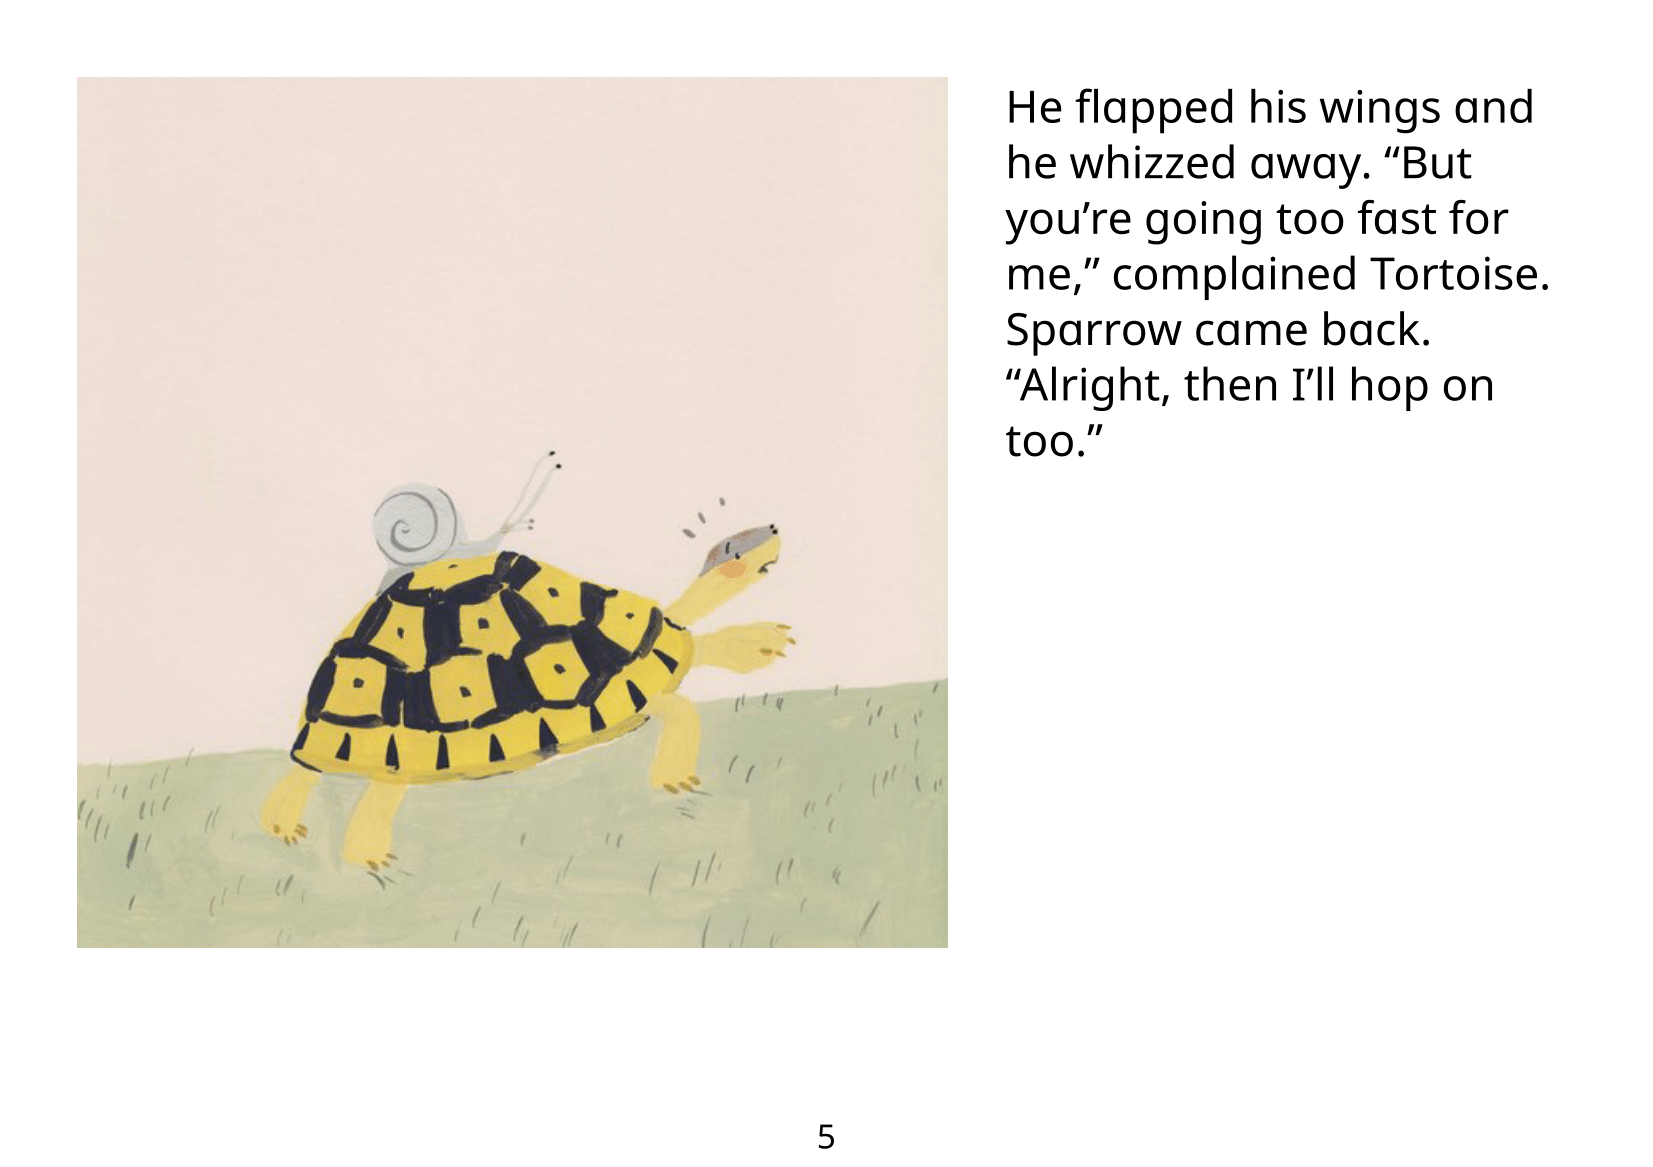 He flapped his wings and
he whizzed away. “But
you’re going too fast for
me,” complained Tortoise.
Sparrow came back.
“Alright, then I’ll hop on
too.”
5